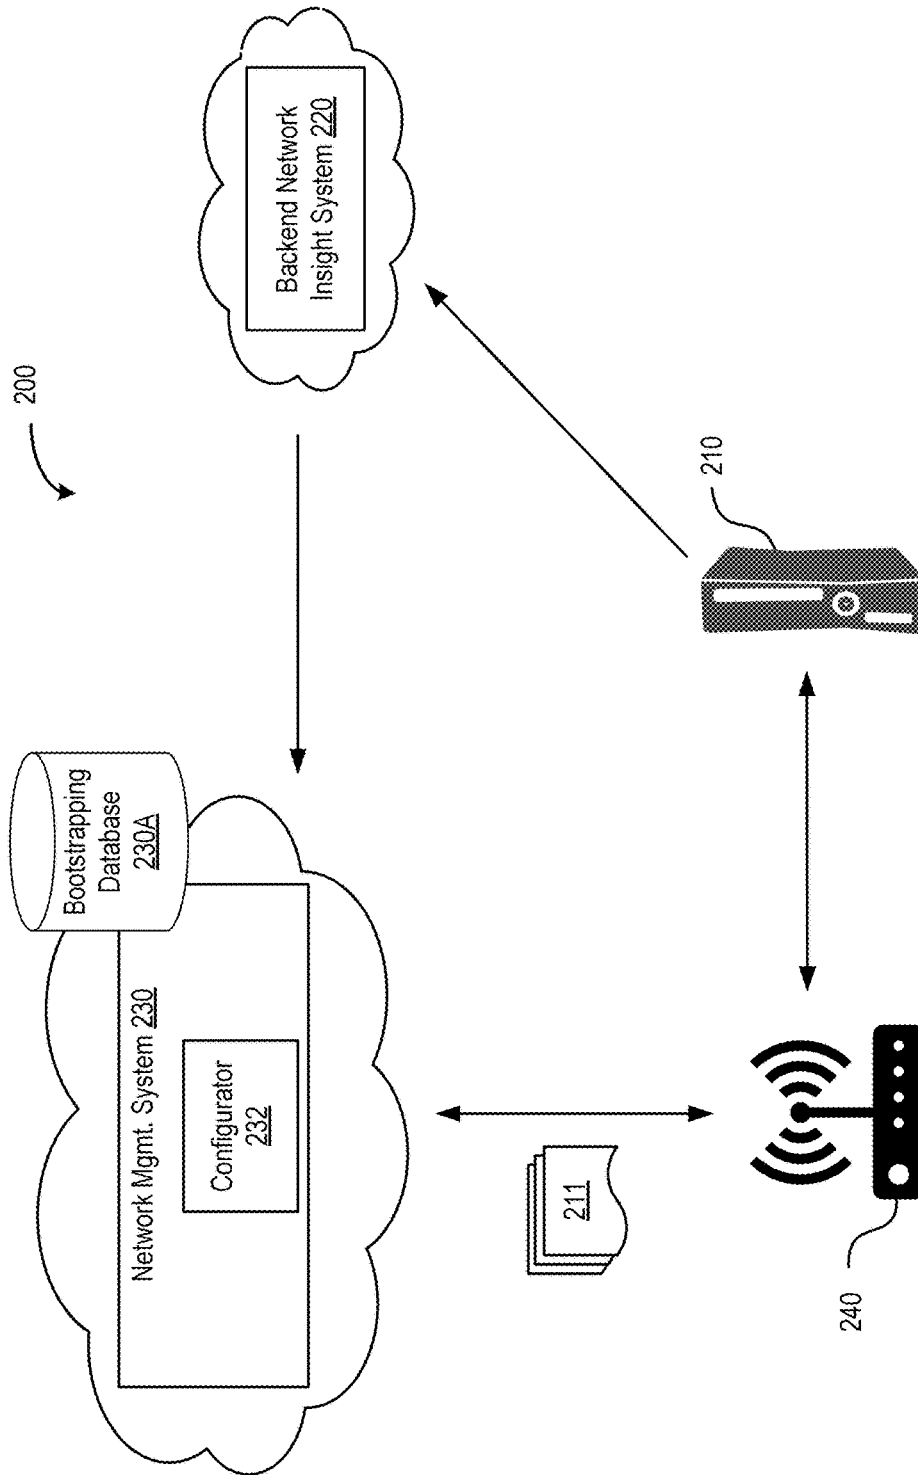 200
Bootstrapping
Database
230A
Network Mgmt. System 230
Configurator
232
Backend Network
Insight System 220
211
210
240